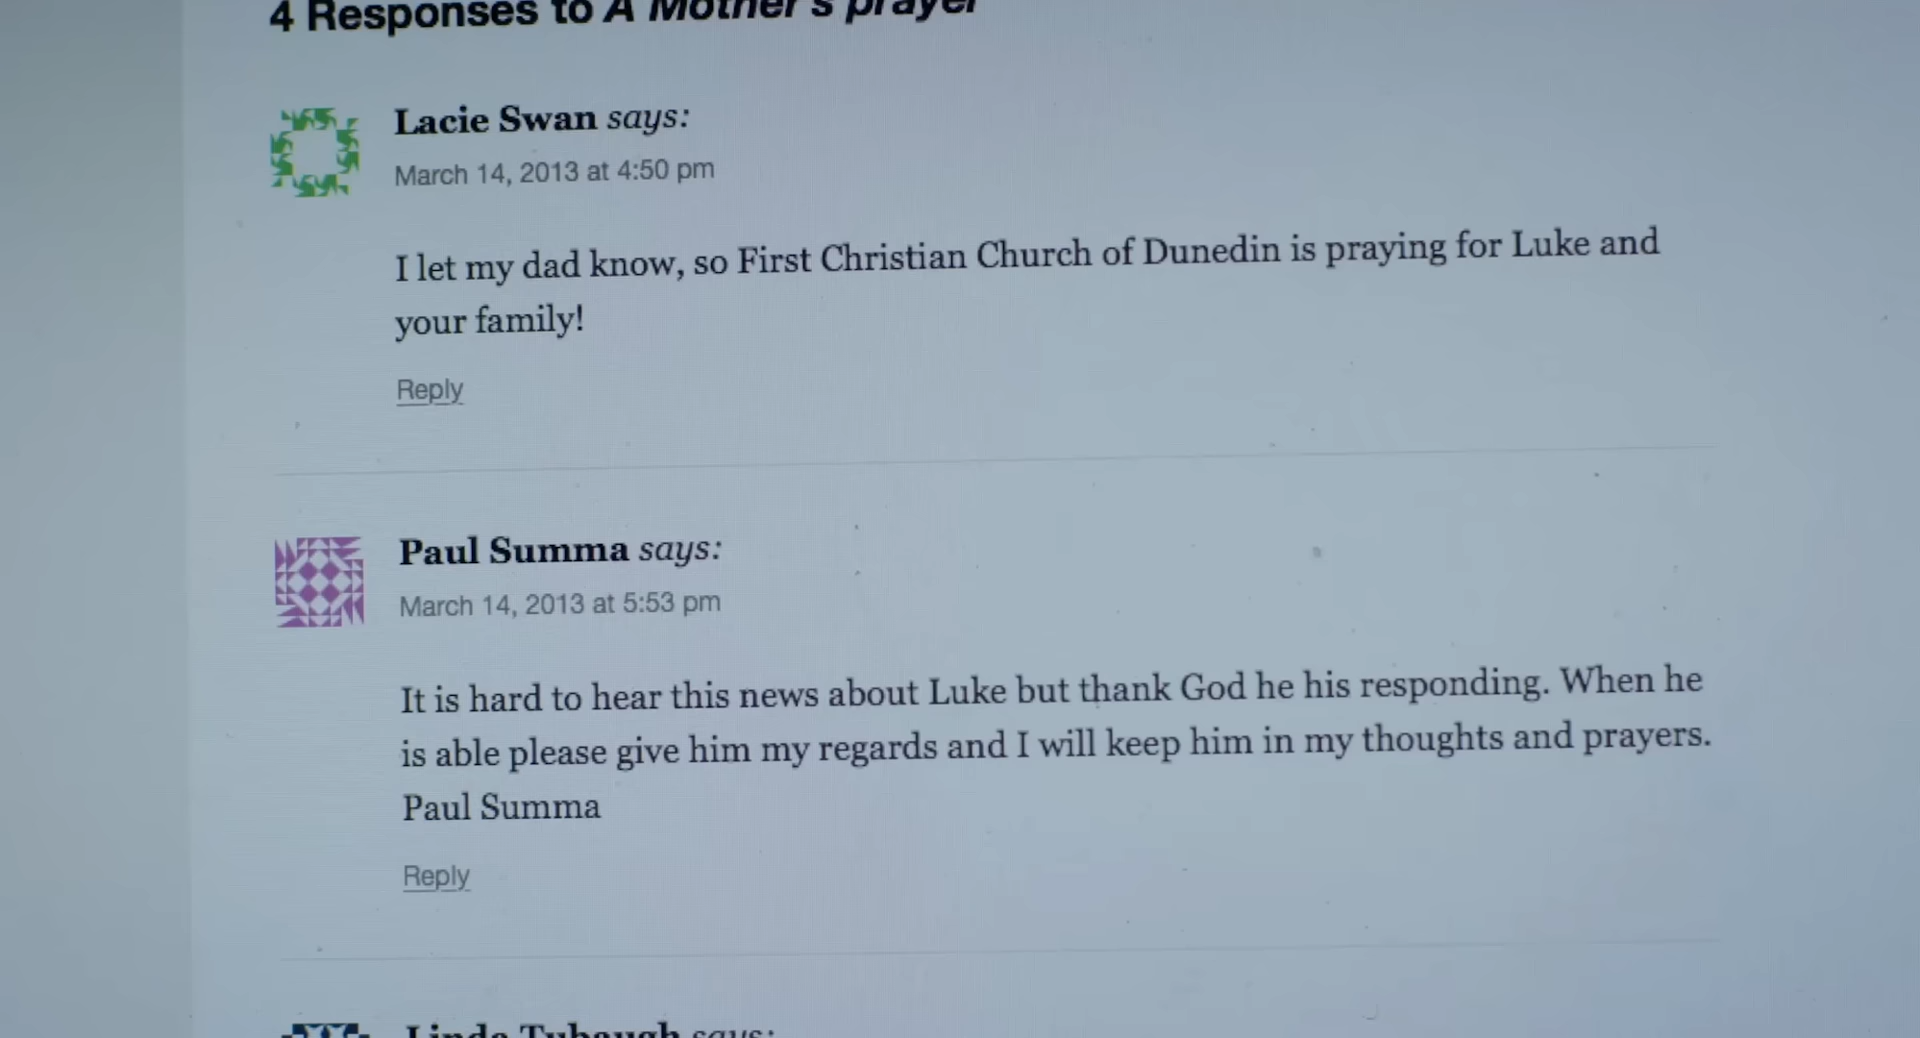 4 Responses to A Mother's prayer
Lacie Swan says:
March 14, 2013 at 4:50 pm
I let my dad know, so First Christian Church of Dunedin is praying for Luke and
your family!
Reply
Paul Summa says:
March 14, 2013 at 5:53 pm
It is hard to hear this news about Luke but thank God he his responding. When he
is able please give him my regards and I will keep him in my thoughts and prayers.
Paul Summa
Reply
Linda Tubaugh says: